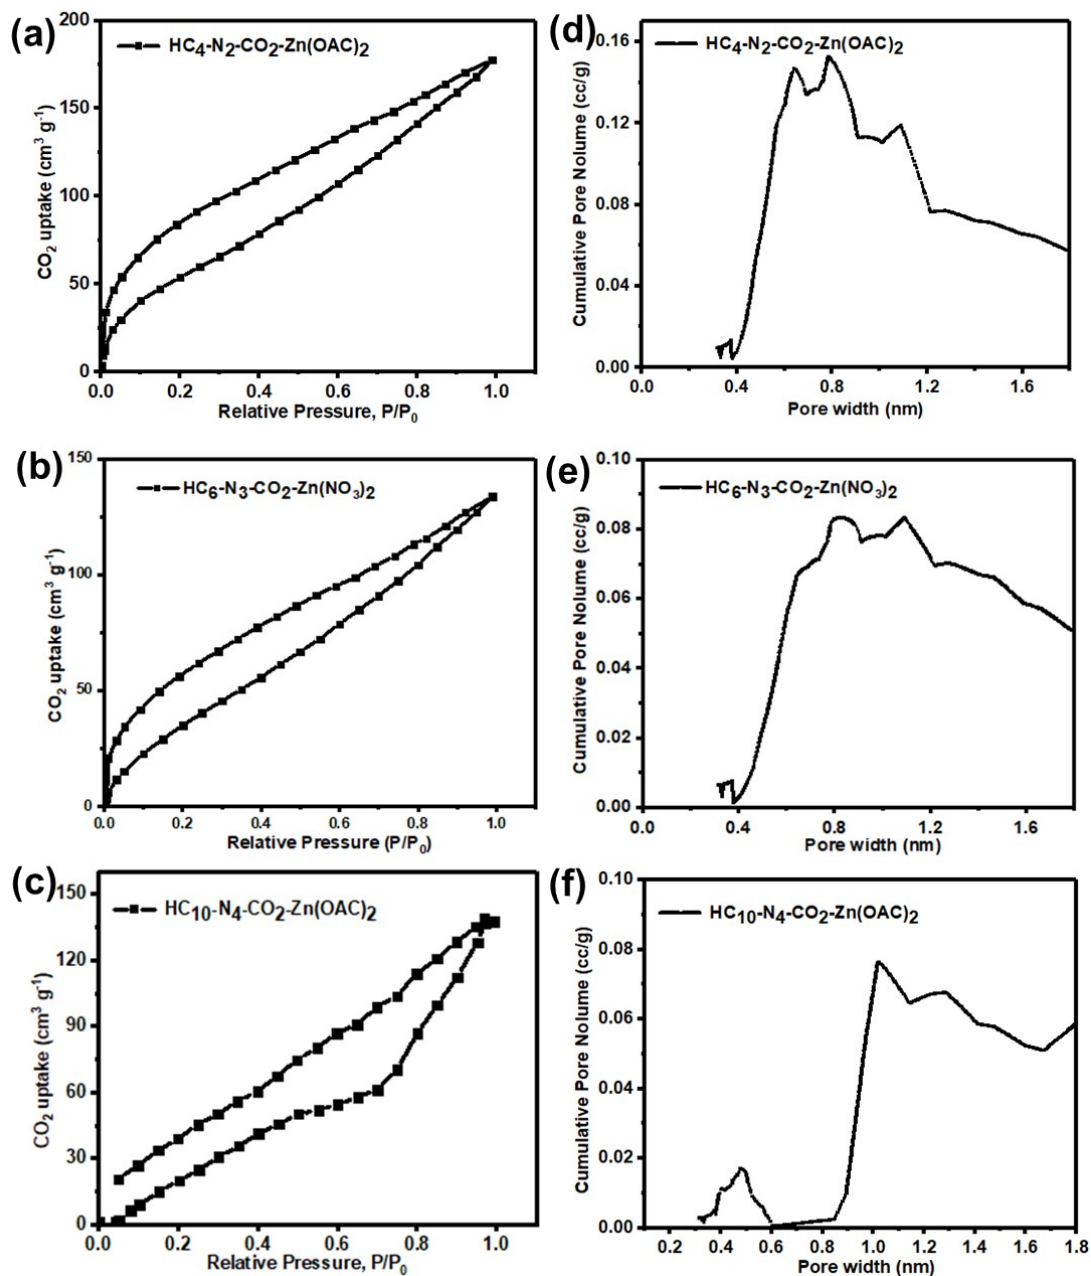 (a)
200
150
100
50
0
CO2 uptake (cm3 g-1)
HC4-N2-CO2-Zn(OAC)2
0.0 0.2 0.4 0.6 0.8 1.0
Relative Pressure, P/P0
(d)
0.16
0.12
0.08
0.04
0.00
Cumulative Pore Nolume (cc/g)
HC4-N2-CO2-Zn(OAC)2
0.0 0.4 0.8 1.2 1.6
Pore width (nm)
(b)
150
100
50
0
CO2 uptake (cm3 g-1)
HC6-N3-CO2-Zn(NO3)2
0.0 0.2 0.4 0.6 0.8 1.0
Relative Pressure (P/P0)
(e)
0.10
0.08
0.06
0.04
0.02
0.00
Cumulative Pore Nolume (cc/g)
HC6-N3-CO2-Zn(NO3)2
0.0 0.4 0.8 1.2 1.6
Pore width (nm)
(c)
150
120
90
60
30
0
CO2 uptake (cm3 g-1)
HC10-N4-CO2-Zn(OAC)2
0.0 0.2 0.4 0.6 0.8 1.0
Relative Pressure, P/P0
(f)
0.10
0.08
0.06
0.04
0.02
0.00
Cumulative Pore Nolume (cc/g)
HC10-N4-CO2-Zn(OAC)2
0.2 0.4 0.6 0.8 1.0 1.2 1.4 1.6 1.8
Pore width (nm)